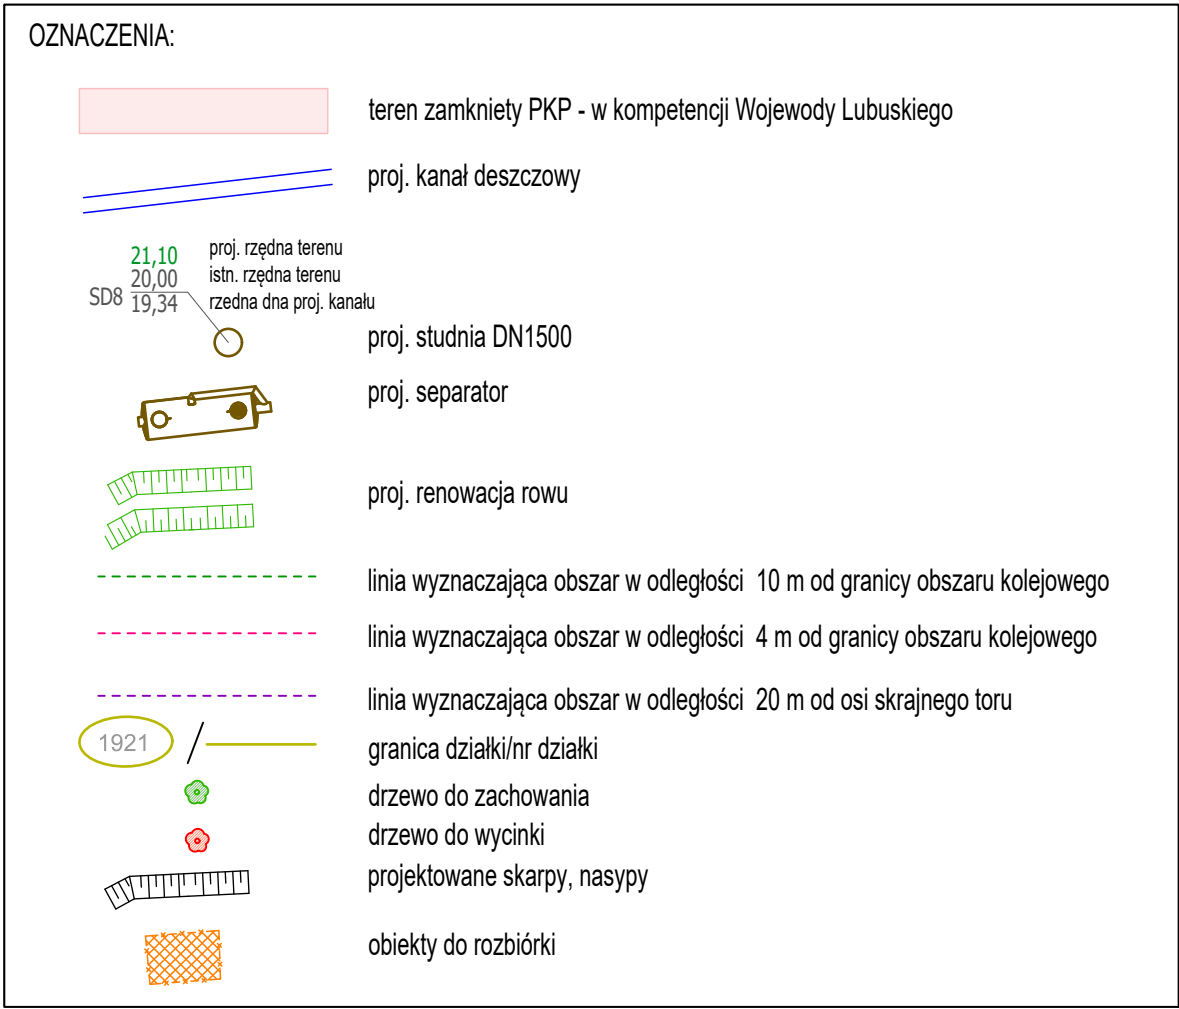 OZNACZENIA:
teren zamkniety PKP - w kompetencji Wojewody Lubuskiego
proj. kanał deszczowy
21,10 proj. rzędna terenu
20,00 istn. rzędna terenu
SD8 19,34 rzedna dna proj. kanału
proj. studnia DN1500
proj. separator
proj. renowacja rowu
linia wyznaczająca obszar w odległości 10 m od granicy obszaru kolejowego
linia wyznaczająca obszar w odległości 4 m od granicy obszaru kolejowego
linia wyznaczająca obszar w odległości 20 m od osi skrajnego toru
1921 / granica działki/nr działki
drzewo do zachowania
drzewo do wycinki
projektowane skarpy, nasypy
obiekty do rozbiórki